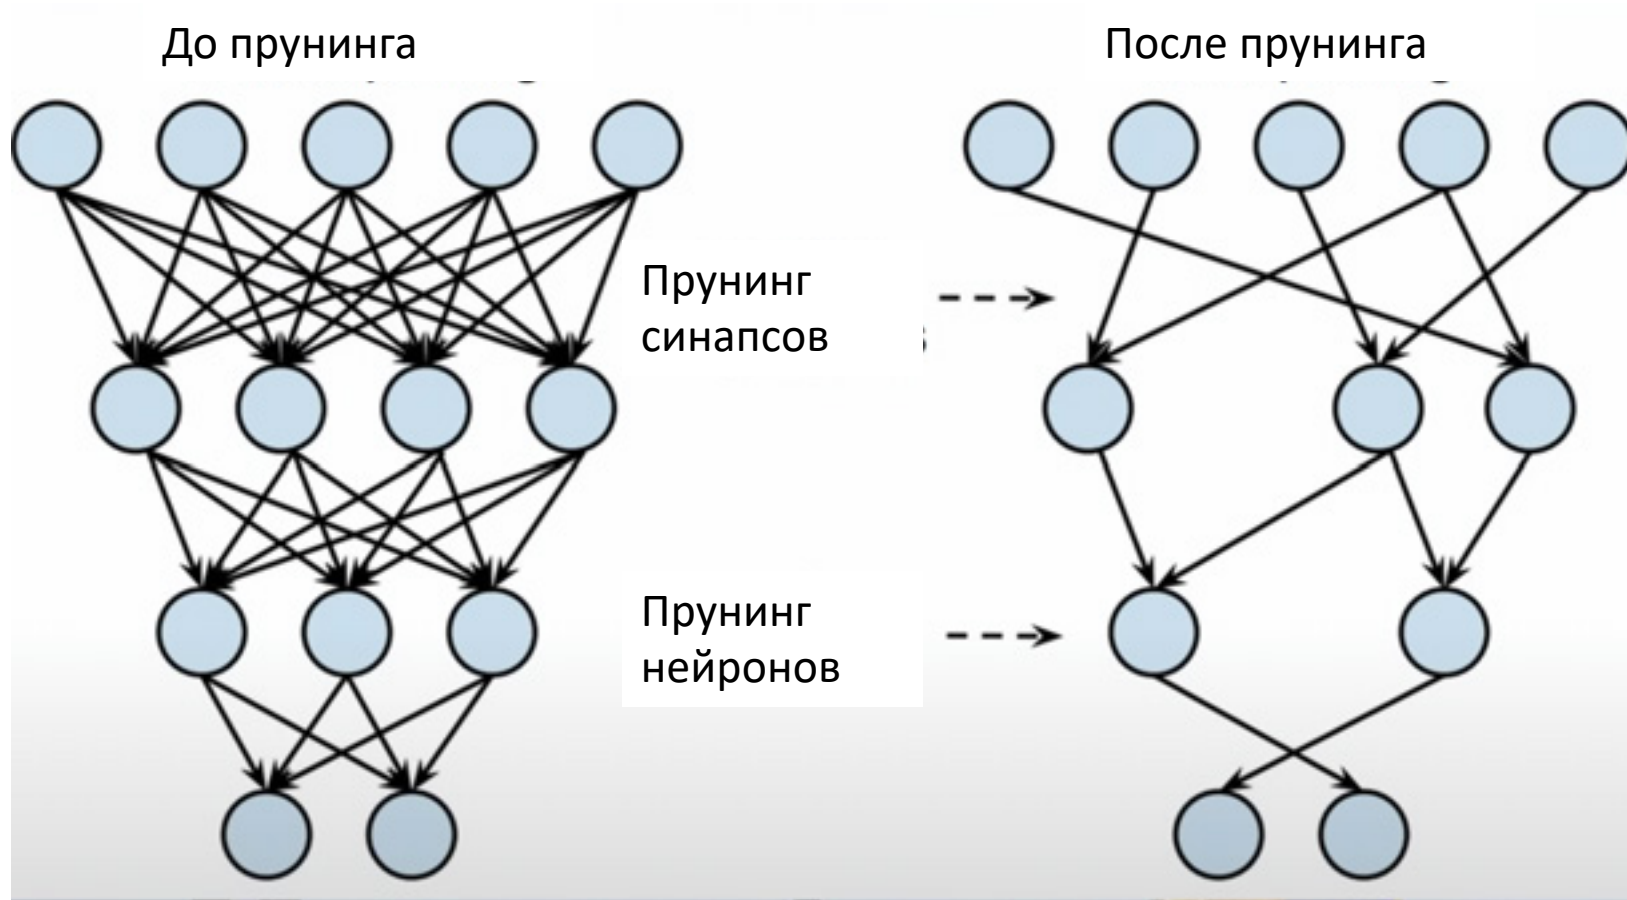 До прунинга
После прунинга
Прунинг
синапсов
Прунинг
нейронов